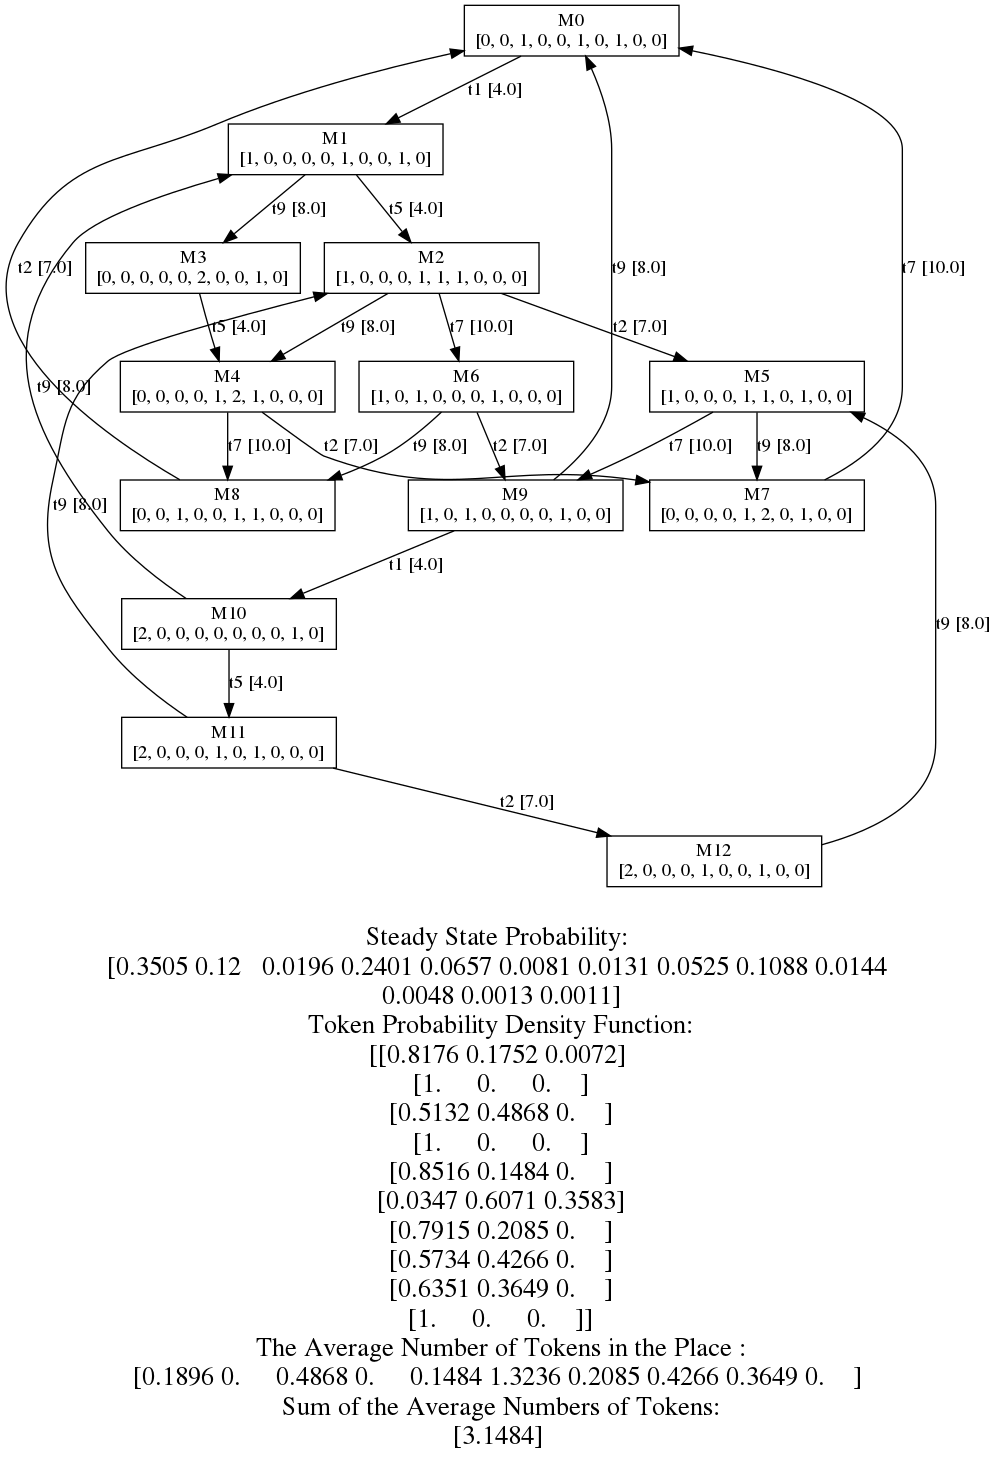 M0
[0, 0, 1, 0, 0, 1, 0, 1, 0, 0]
t1 [4.0]
M1
[1, 0, 0, 0, 0, 1, 0, 0, 1, 0]
t9 [8.0]
t5 [4.0]
M3
[0, 0, 0, 0, 0, 2, 0, 0, 1, 0]
M2
[1, 0, 0, 0, 1, 1, 1, 0, 0, 0]
t2 [7.0]
t9 [8.0]
t7 [10.0]
t5 [4.0]
t9 [8.0]
t7 [10.0]
t2 [7.0]
M4
[0, 0, 0, 0, 1, 2, 1, 0, 0, 0]
M6
[1, 0, 1, 0, 0, 0, 1, 0, 0, 0]
M5
[1, 0, 0, 0, 1, 1, 0, 1, 0, 0]
t9 [8.0]
t7 [10.0]
t2 [7.0]
t9 [8.0]
t2 [7.0]
t7 [10.0]
t9 [8.0]
M8
[0, 0, 1, 0, 0, 1, 1, 0, 0, 0]
M9
[1, 0, 1, 0, 0, 0, 0, 1, 0, 0]
M7
[0, 0, 0, 0, 1, 2, 0, 1, 0, 0]
t9 [8.0]
t1 [4.0]
M10
[2, 0, 0, 0, 0, 0, 0, 0, 1, 0]
t9 [8.0]
t5 [4.0]
M11
[2, 0, 0, 0, 1, 0, 1, 0, 0, 0]
t2 [7.0]
M12
[2, 0, 0, 0, 1, 0, 0, 1, 0, 0]
Steady State Probability:
[0.3505 0.12 0.0196 0.2401 0.0657 0.0081 0.0131 0.0525 0.1088 0.0144
0.0048 0.0013 0.0011]
Token Probability Density Function:
[[0.8176 0.1752 0.0072]
[1. 0. 0. ]
[0.5132 0.4868 0. ]
[1. 0. 0. ]
[0.8516 0.1484 0. ]
[0.0347 0.6071 0.3583]
[0.7915 0.2085 0. ]
[0.5734 0.4266 0. ]
[0.6351 0.3649 0. ]
[1. 0. 0. ]]
The Average Number of Tokens in the Place :
[0.1896 0. 0.4868 0. 0.1484 1.3236 0.2085 0.4266 0.3649 0. ]
Sum of the Average Numbers of Tokens:
[3.1484]